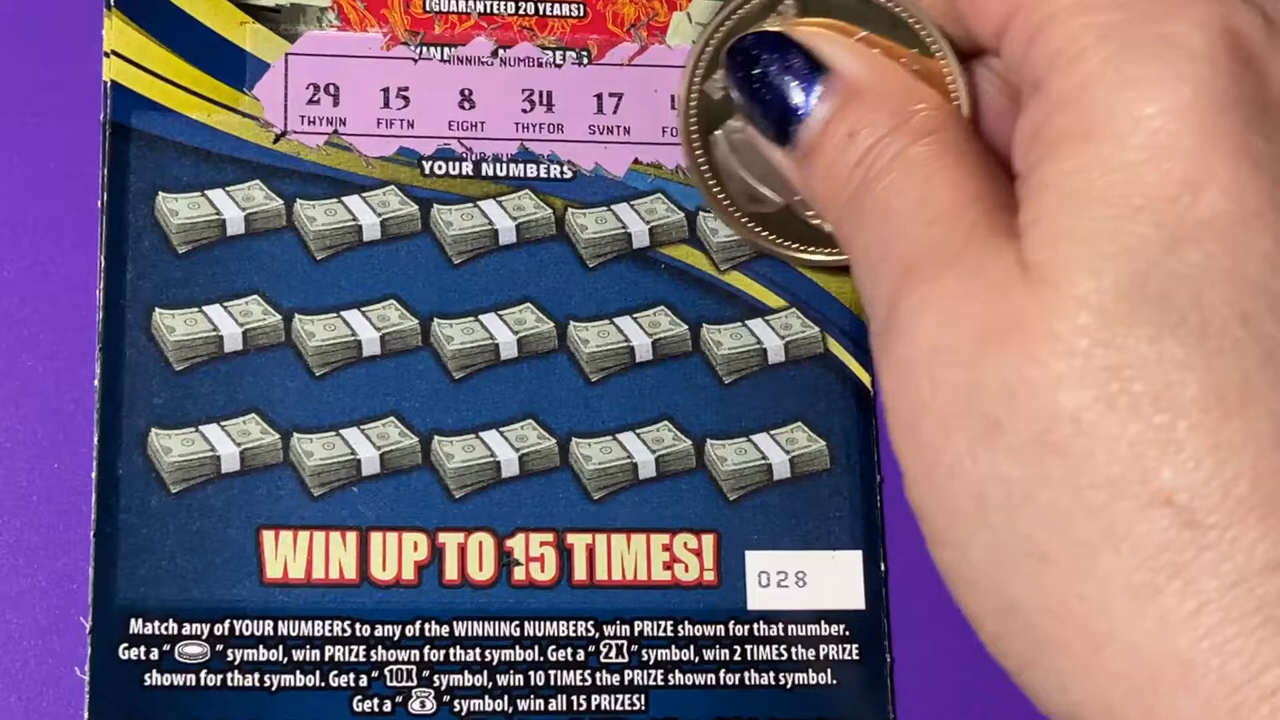 (GUARANTEED 20 YEARS)
WINNING NUMBERS
29 15 8 34 17
THYNIN FIFTN EIGHT THYFOR SVNTN FO
YOUR NUMBERS
WIN UP TO 15 TIMES!
028
Match any of YOUR NUMBERS to any of the WINNING NUMBERS, win PRIZE shown for that number.
Get a " " symbol, win PRIZE shown for that symbol. Get a " 2X " symbol, win 2 TIMES the PRIZE
shown for that symbol. Get a " 10X " symbol, win 10 TIMES the PRIZE shown for that symbol.
Get a " " symbol, win all 15 PRIZES!